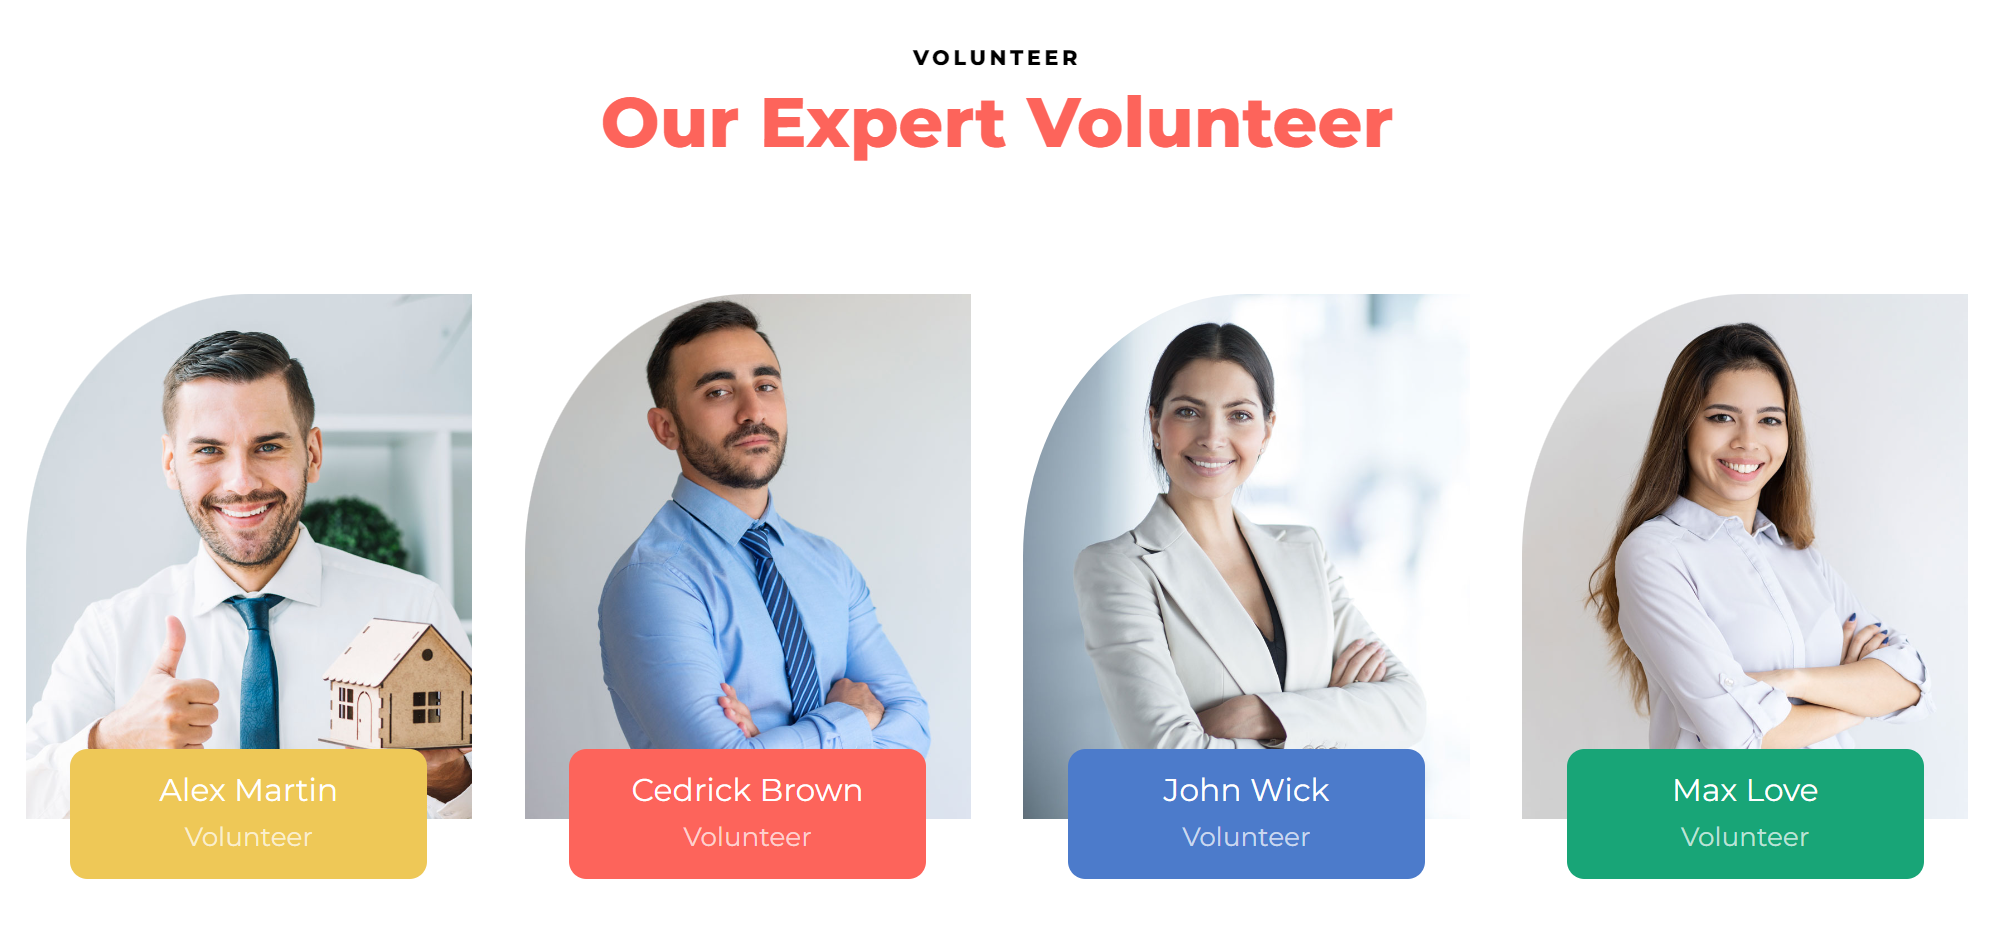 VOLUNTEER
Our Expert Volunteer
Alex Martin
Volunteer
Cedrick Brown
Volunteer
John Wick
Volunteer
Max Love
Volunteer